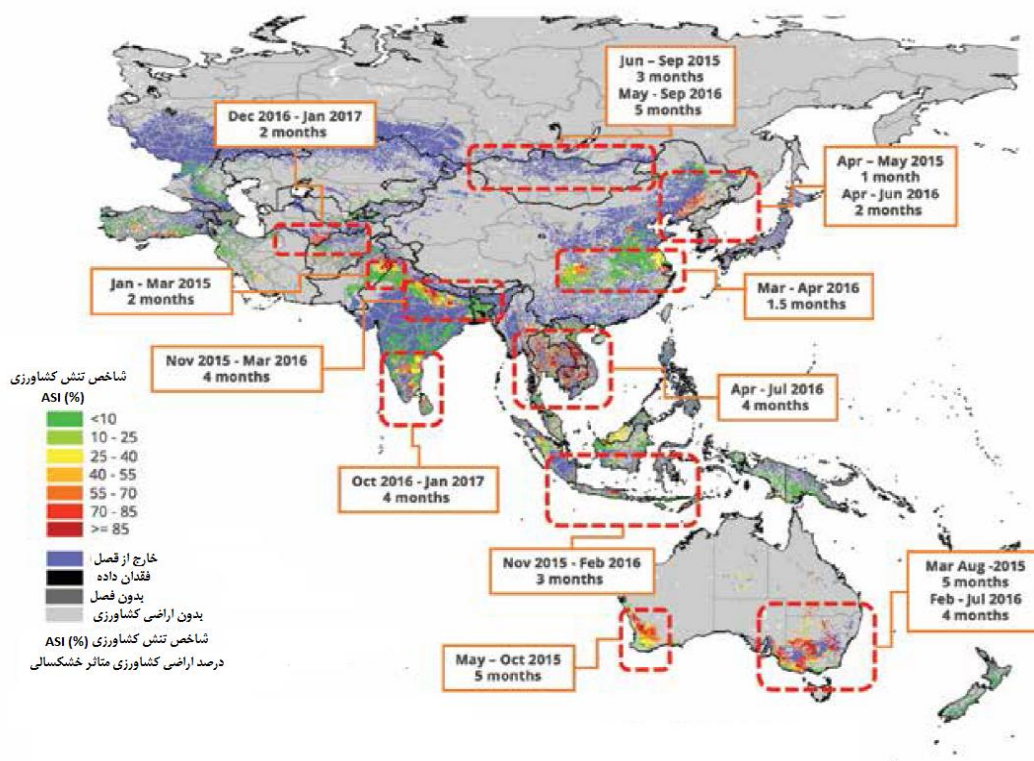 Jun – Sep 2015
3 months
May - Sep 2016
5 months
Dec 2016 - Jan 2017
2 months
Apr – May 2015
1 month
Apr - Jun 2016
2 months
Jan - Mar 2015
2 months
Mar - Apr 2016
1.5 months
Nov 2015 - Mar 2016
4 months
Apr - Jul 2016
4 months
Oct 2016 - Jan 2017
4 months
Nov 2015 - Feb 2016
3 months
Mar Aug -2015
5 months
Feb - Jul 2016
4 months
May – Oct 2015
5 months
شاخص تنش کشاورزی
ASI (%)
<10
10 - 25
25 - 40
40 - 55
55 - 70
70 - 85
>= 85
خارج از فصل
فقدان داده
بدون فصل
بدون اراضی کشاورزی
شاخص تنش کشاورزی ASI (%)
درصد اراضی کشاورزی متاثر خشکسالی